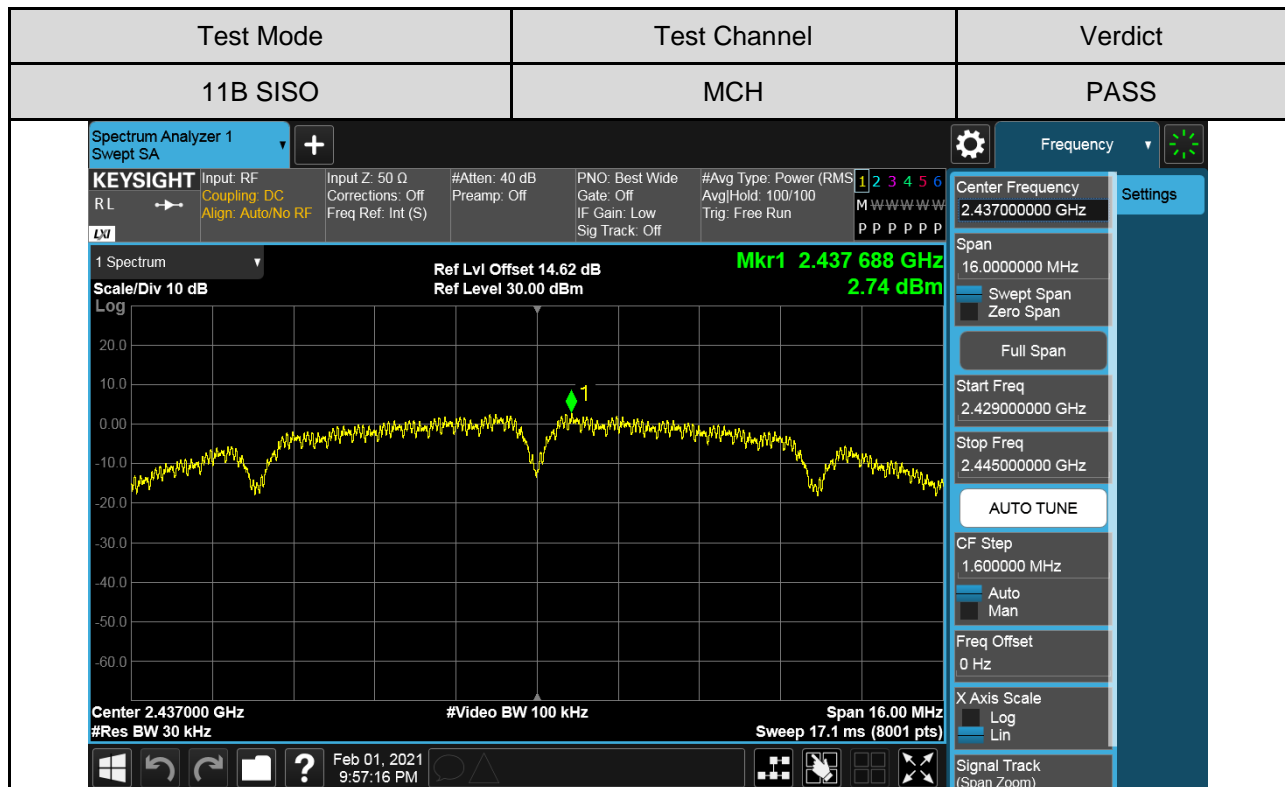 Test Mode Test Channel Verdict
11B SISO MCH PASS
Spectrum Analyzer 1
Swept SA
+
Frequency
KEYSIGHT
RL
LXI
Input: RF
Coupling: DC
Align: Auto/No RF
Input Z: 50 Ω
Corrections: Off
Freq Ref: Int (S)
#Atten: 40 dB
Preamp: Off
PNO: Best Wide
Gate: Off
IF Gain: Low
Sig Track: Off
#Avg Type: Power (RMS
Avg|Hold: 100/100
Trig: Free Run
1 2 3 4 5 6
M W W W W W
P P P P P P
1 Spectrum
Scale/Div 10 dB
Log
Ref Lvl Offset 14.62 dB
Ref Level 30.00 dBm
Mkr1 2.437 688 GHz
2.74 dBm
20.0
10.0
1
0.00
-10.0
-20.0
-30.0
-40.0
-50.0
-60.0
Center 2.437000 GHz
#Res BW 30 kHz
#Video BW 100 kHz
Span 16.00 MHz
Sweep 17.1 ms (8001 pts)
?
Feb 01, 2021
9:57:16 PM
Center Frequency
2.437000000 GHz
Settings
Span
16.0000000 MHz
Swept Span
Zero Span
Full Span
Start Freq
2.429000000 GHz
Stop Freq
2.445000000 GHz
AUTO TUNE
CF Step
1.600000 MHz
Auto
Man
Freq Offset
0 Hz
X Axis Scale
Log
Lin
Signal Track
(Span Zoom)